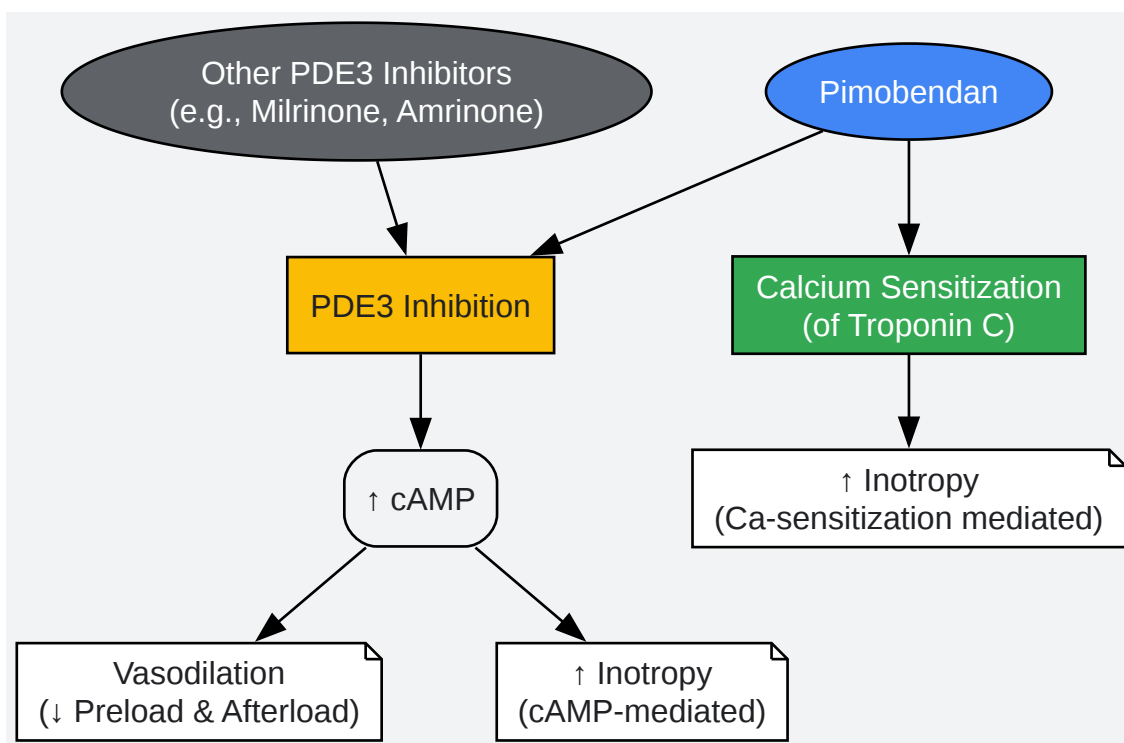 Other PDE3 Inhibitors
(e.g., Milrinone, Amrinone)
Pimobendan
PDE3 Inhibition
Calcium Sensitization
(of Troponin C)
↑ cAMP
↑ Inotropy
(Ca-sensitization mediated)
Vasodilation
(↓ Preload & Afterload)
↑ Inotropy
(cAMP-mediated)